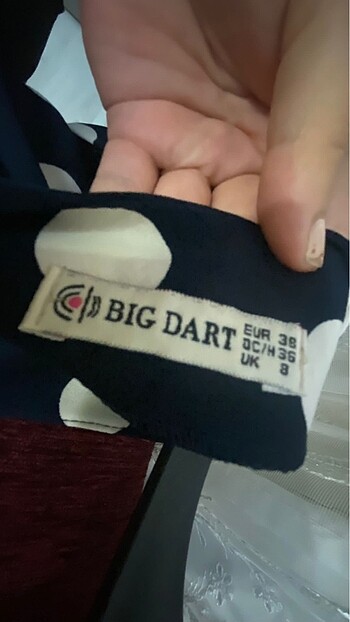 BIG DART
EUR 38
DC/H 36
UK 8